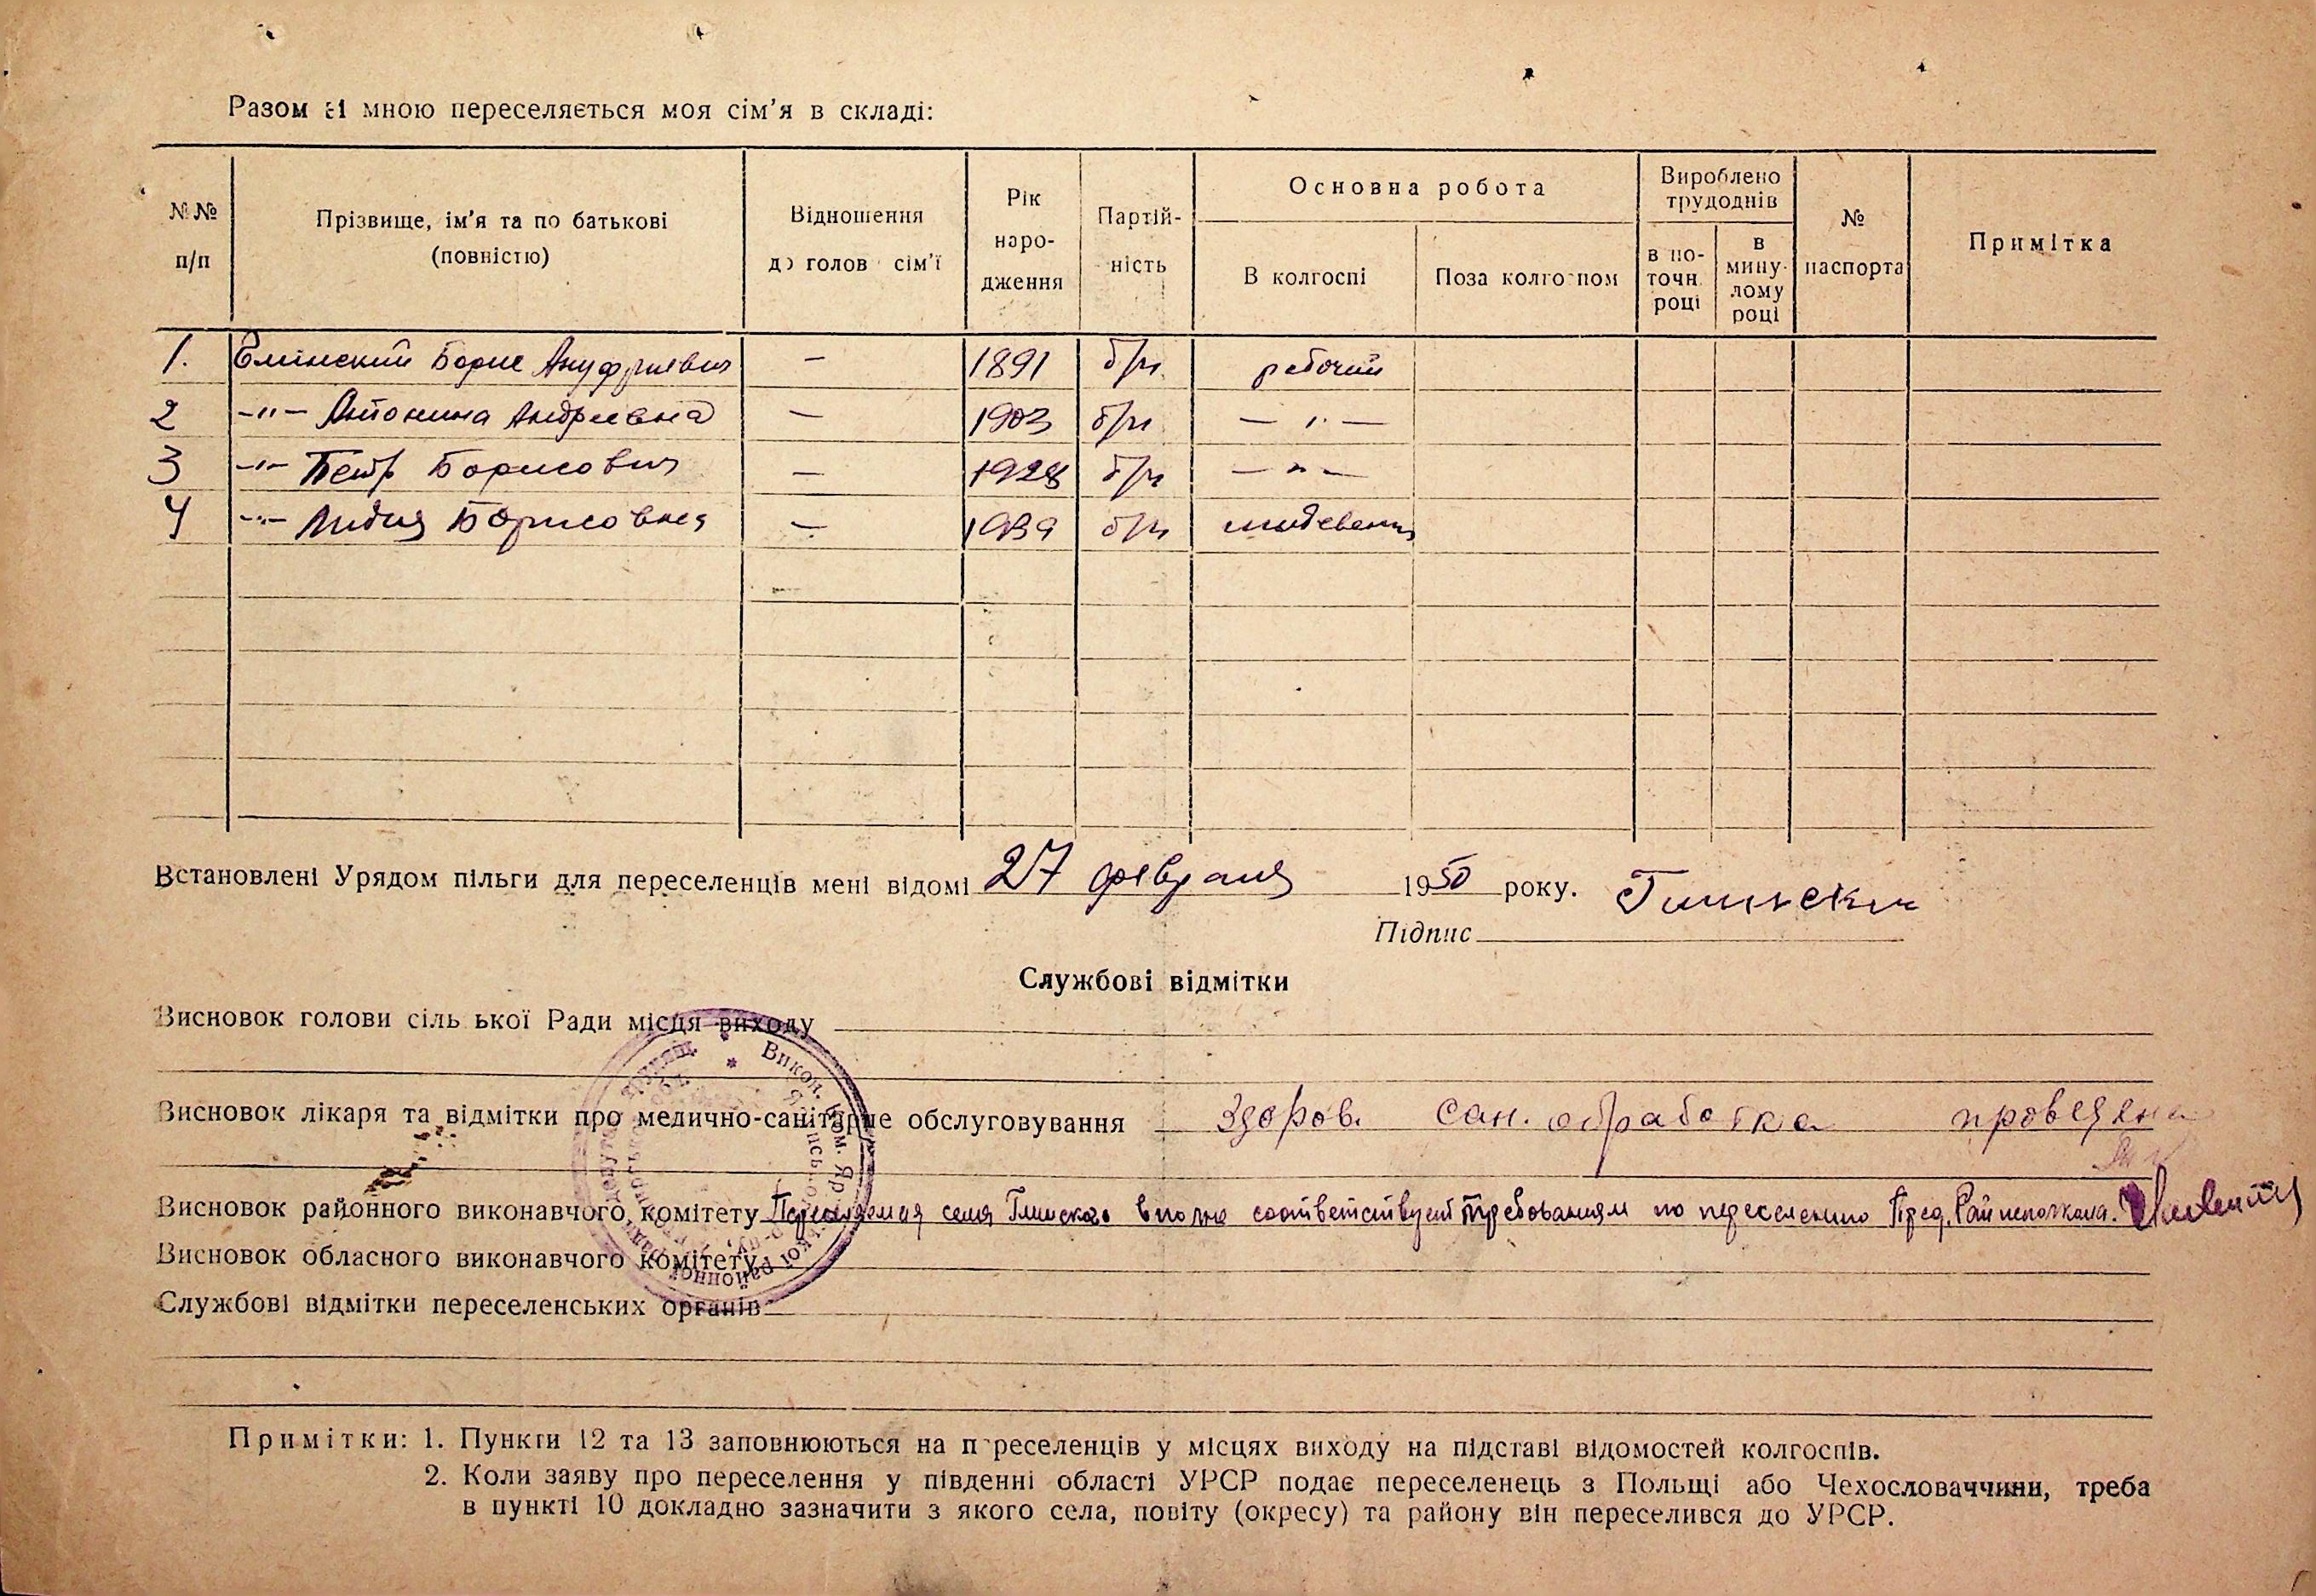 Разом зі мною переселяється моя сім'я в складі:
№№ п/п
Прізвище, ім'я та по батькові (повністю)
Відношення до голов сім'ї
Рік народження
Партійність
Основна робота
В колгоспі
Поза колгоспом
Вироблено трудоднів
в поточн. році
в минулому році
№ паспорта
Примітка
1. Борис Ануфриевич — 1891 б/п рабочий
2 -"- Антонина Андреевна — 1903 б/п — " —
3 -"- Петр Борисович — 1928 б/п — " —
4 -"- Лидия Борисовна — 1939 б/п иждевенц
Встановлені Урядом пільги для переселенців мені відомі 27 февраля 1950 року. Глинский
Підпис
Службові відмітки
Висновок голови сільської Ради місця виходу
Висновок лікаря та відмітки про медично-санітарне обслуговування здоров. Сан. обработка проведена
Висновок районного виконавчого комітету Переселяемая семя Глинского вполне соответствует требованиям по переселению Пред. Райисполкома.
Висновок обласного виконавчого комітету
Службові відмітки переселенських органів
Примітки: 1. Пункти 12 та 13 заповнюються на переселенців у місцях виходу на підставі відомостей колгоспів.
2. Коли заяву про переселення у південні області УРСР подає переселенець з Польщі або Чехословаччини, треба
в пункті 10 докладно зазначити з якого села, повіту (окресу) та району він переселився до УРСР.